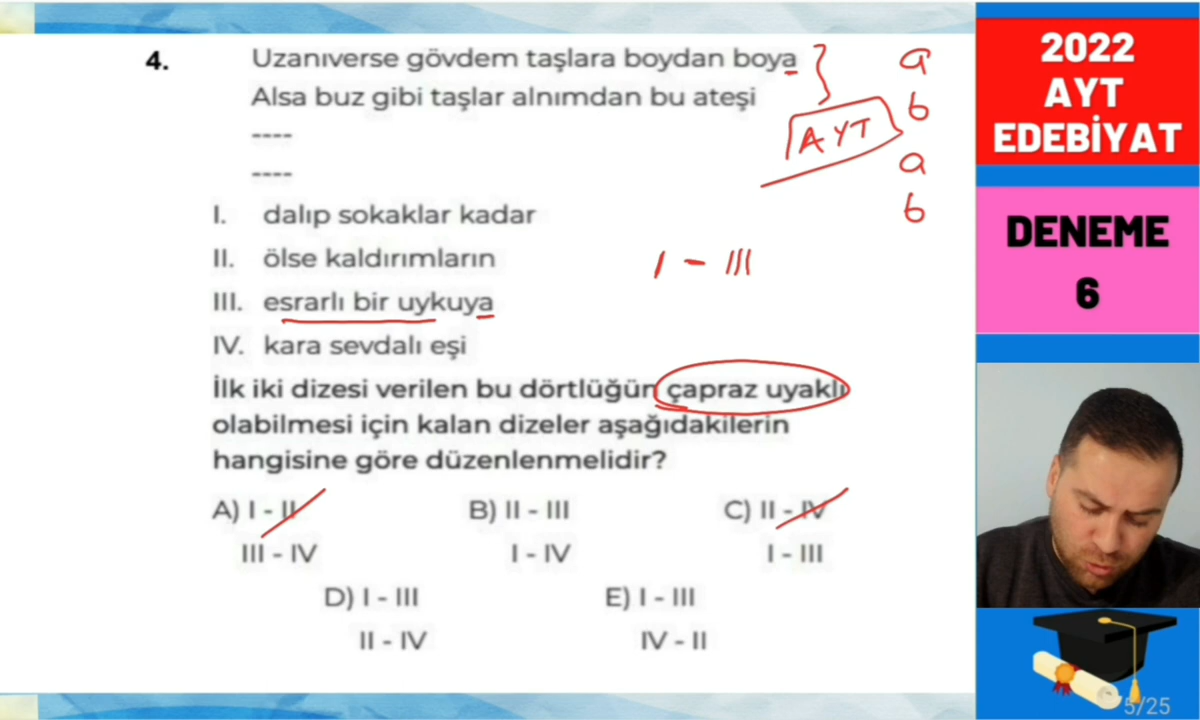 4. Uzanıverse gövdem taşlara boydan boya
Alsa buz gibi taşlar alnımdan bu ateşi
----
----
I. dalıp sokaklar kadar
II. ölse kaldırımların
III. esrarlı bir uykuya
IV. kara sevdalı eşi
İlk iki dizesi verilen bu dörtlüğün çapraz uyaklı
olabilmesi için kalan dizeler aşağıdakilerin
hangisine göre düzenlenmelidir?
A) I - II
III - IV
B) II - III
I - IV
C) II - IV
I - III
D) I - III
II - IV
E) I - III
IV - II
AYT
a
b
a
b
I - III
2022
AYT
EDEBİYAT
DENEME
6
5/25